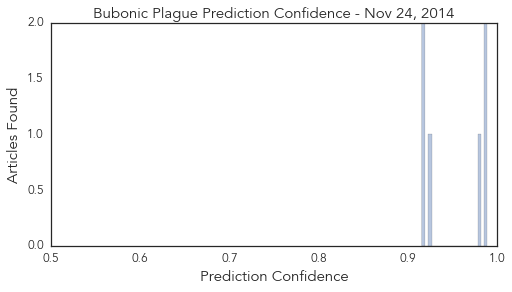 Bubonic Plague Prediction Confidence - Nov 24, 2014
2.0
1.5
1.0
0.5
0.0
Articles Found
0.5 0.6 0.7 0.8 0.9 1.0
Prediction Confidence